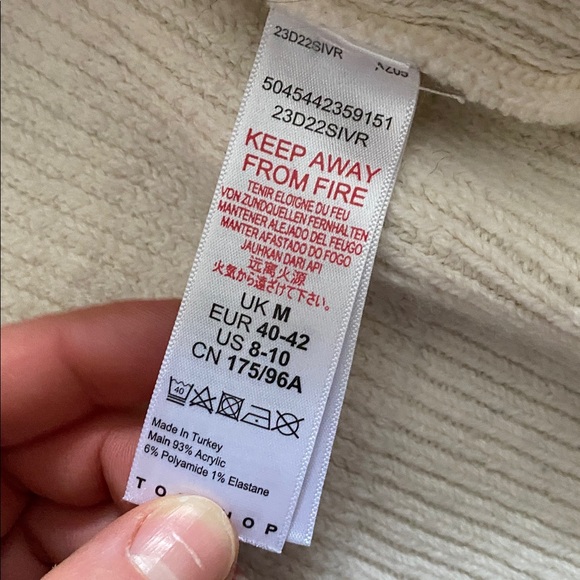 23D22SIVR
5045442359151
23D22SIVR
KEEP AWAY
FROM FIRE
TENIR ELOIGNE DU FEU
VON ZUNDQUELLEN FERNHALTEN
MANTENER ALEJADO DEL FEUGO
MANTER AFASTADO DO FOGO
JAUHKAN DARI API
远离火源
火気から遠ざけて下さい。
UK M
EUR 40-42
US 8-10
CN 175/96A
40
Made In Turkey
Main 93% Acrylic
6% Polyamide 1% Elastane